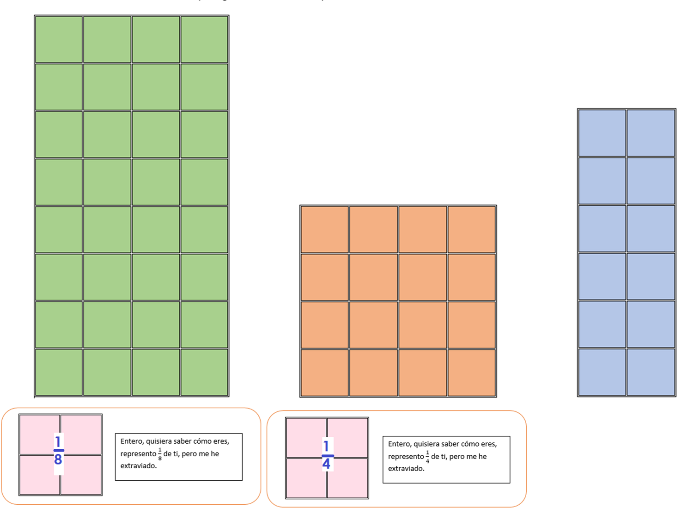 1
8
Entero, quisiera saber cómo eres,
represento 1/8 de ti, pero me he
extraviado.
1
4
Entero, quisiera saber cómo eres,
represento 1/4 de ti, pero me he
extraviado.